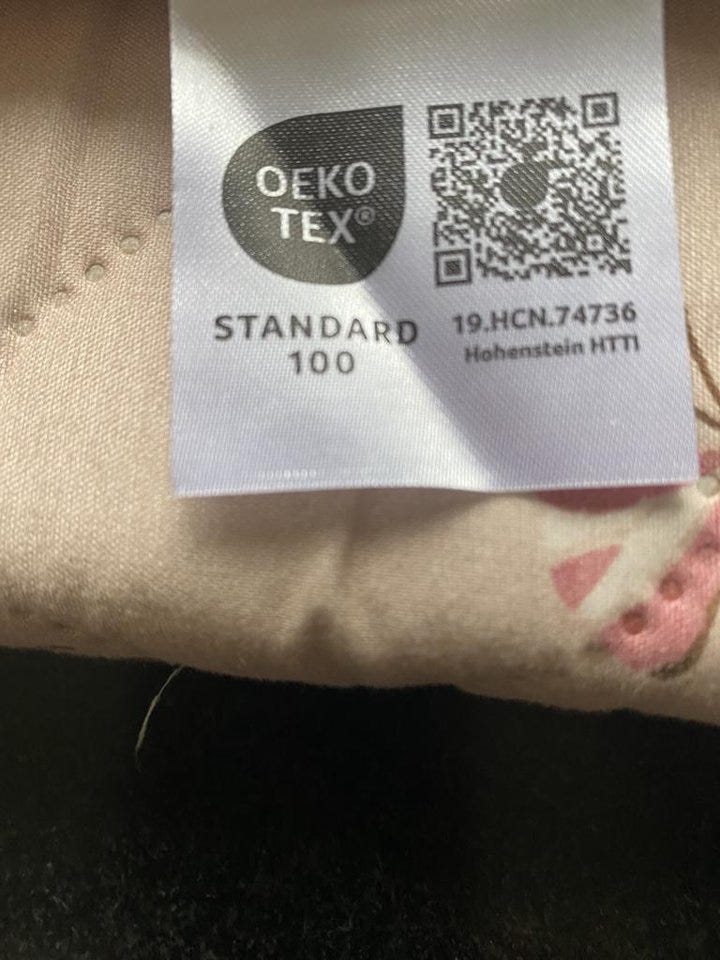 OEKO
TEX®
STANDARD
100
19.HCN.74736
Hohenstein HTTI